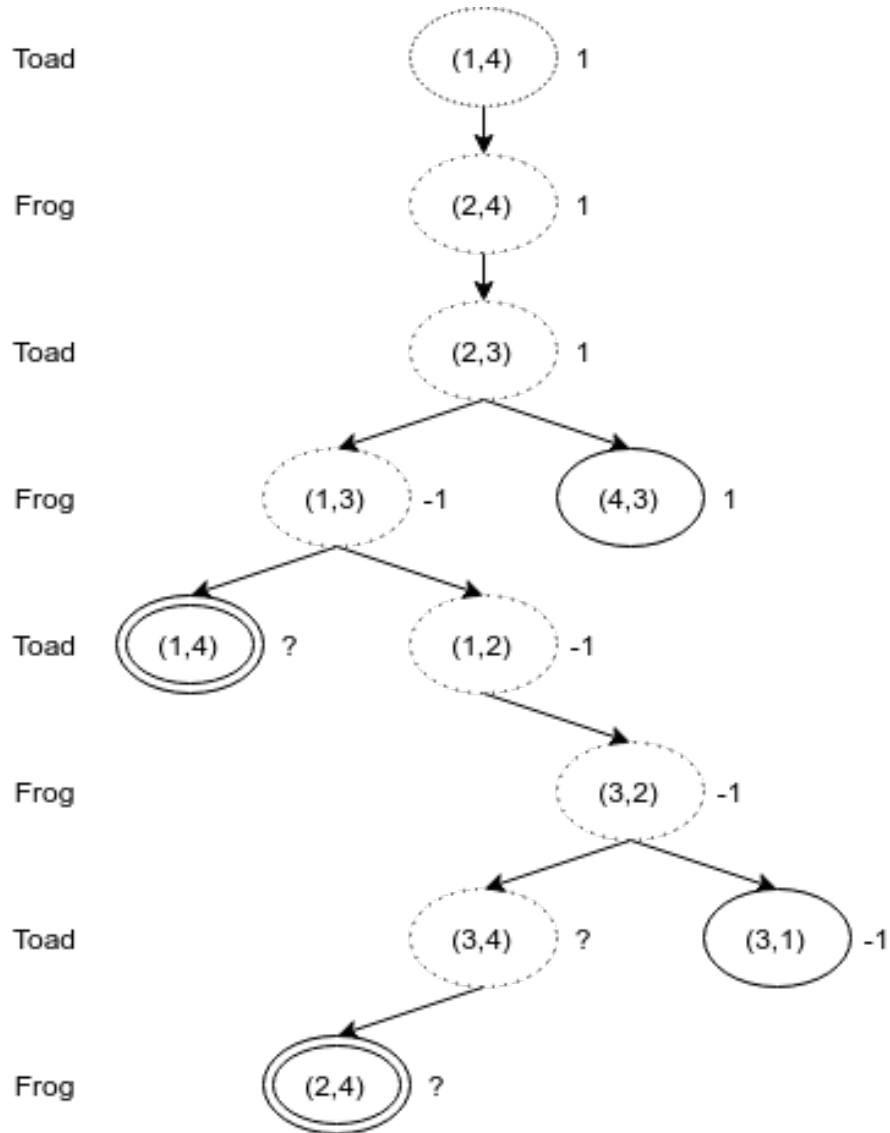 Toad (1,4) 1
Frog (2,4) 1
Toad (2,3) 1
Frog (1,3) -1 (4,3) 1
Toad (1,4) ? (1,2) -1
Frog (3,2) -1
Toad (3,4) ? (3,1) -1
Frog (2,4) ?